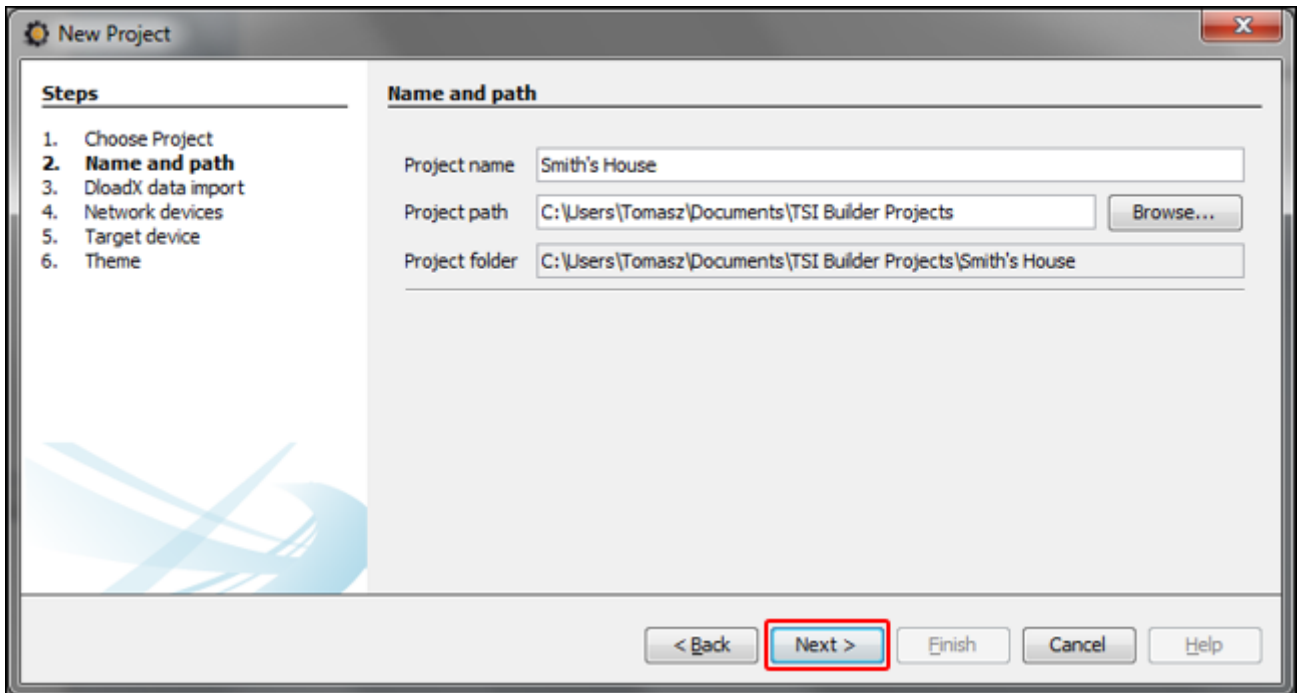 New Project
Steps
1. Choose Project
2. Name and path
3. DloadX data import
4. Network devices
5. Target device
6. Theme
Name and path
Project name Smith's House
Project path C:\Users\Tomasz\Documents\TSI Builder Projects Browse...
Project folder C:\Users\Tomasz\Documents\TSI Builder Projects\Smith's House
< Back Next > Finish Cancel Help